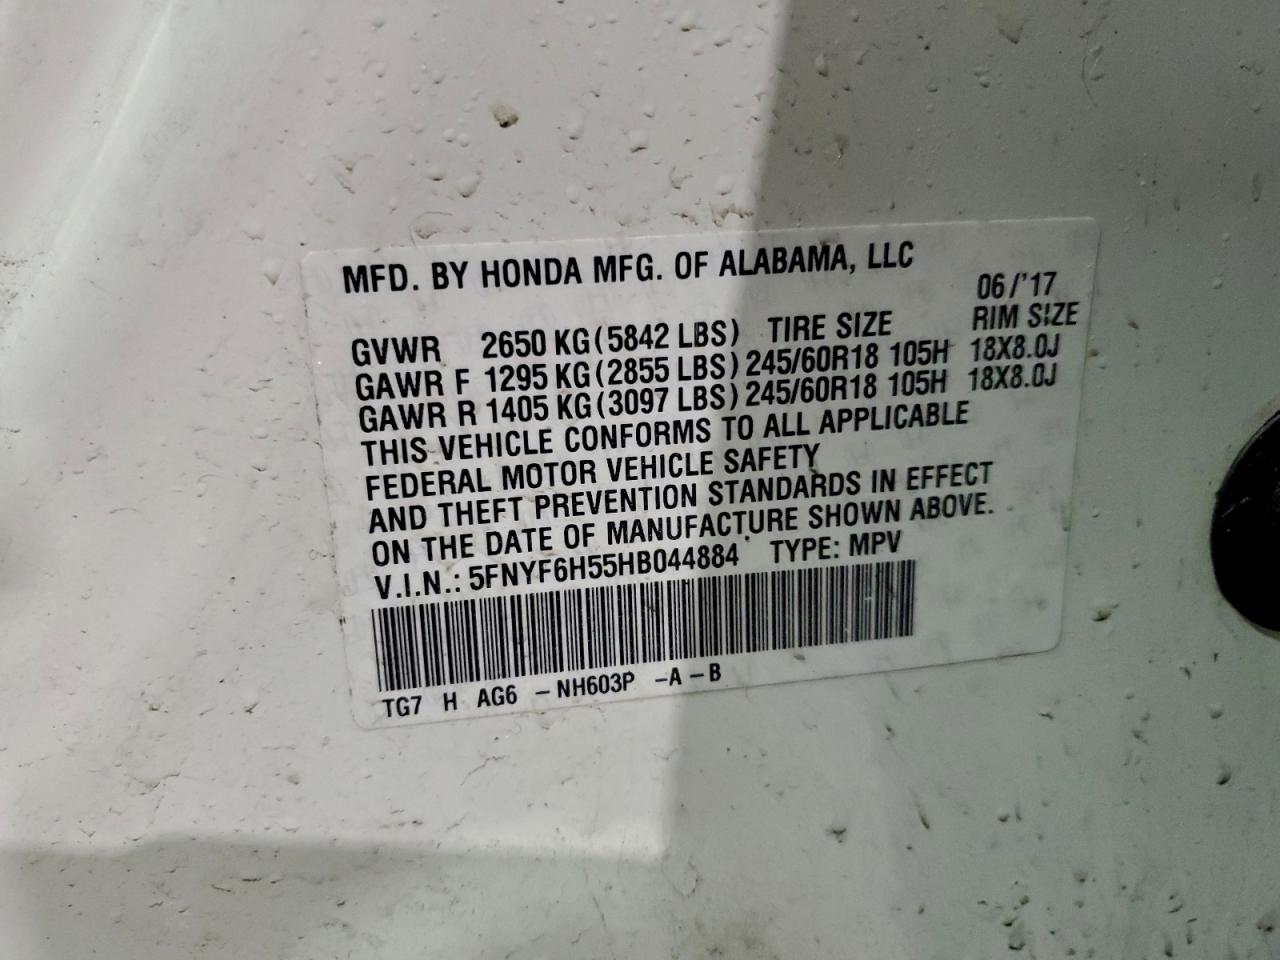 MFD. BY HONDA MFG. OF ALABAMA, LLC
06/'17
GVWR 2650 KG(5842 LBS) TIRE SIZE RIM SIZE
GAWR F 1295 KG(2855 LBS) 245/60R18 105H 18X8.0J
GAWR R 1405 KG(3097 LBS) 245/60R18 105H 18X8.0J
THIS VEHICLE CONFORMS TO ALL APPLICABLE
FEDERAL MOTOR VEHICLE SAFETY
AND THEFT PREVENTION STANDARDS IN EFFECT
ON THE DATE OF MANUFACTURE SHOWN ABOVE.
V.I.N.: 5FNYF6H55HB044884 TYPE: MPV
TG7 H AG6 -NH603P -A-B